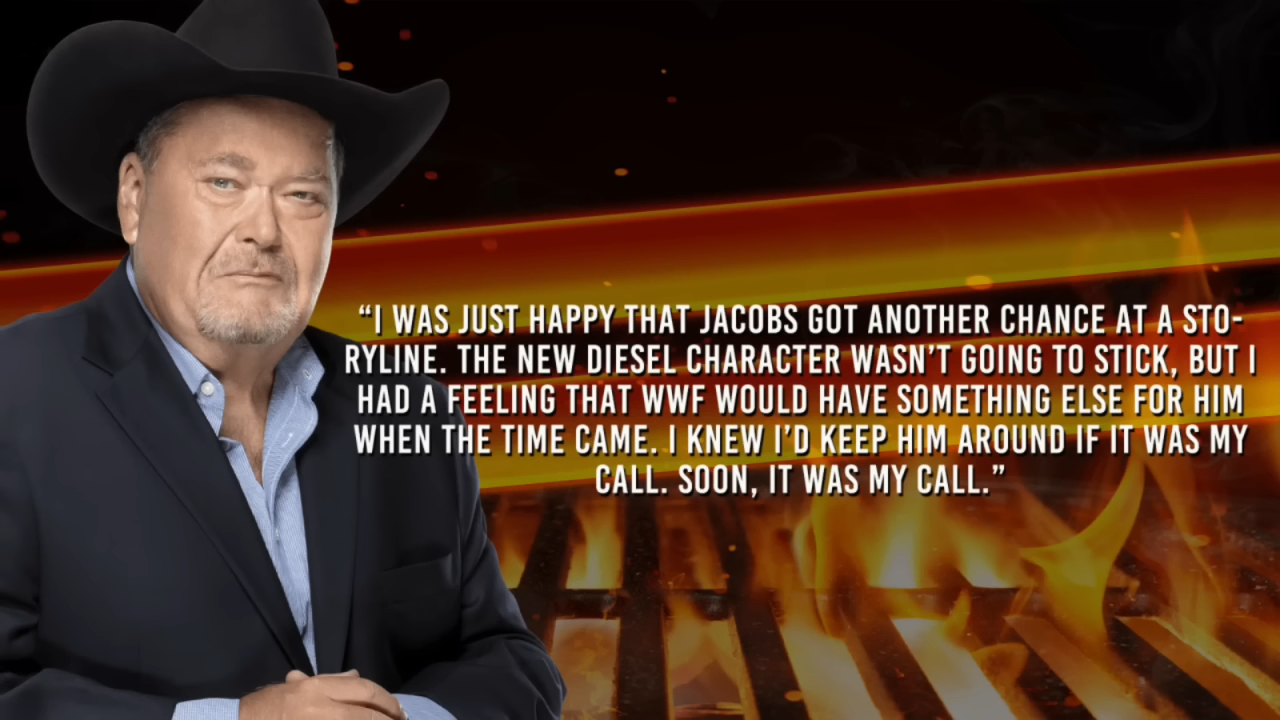 “I WAS JUST HAPPY THAT JACOBS GOT ANOTHER CHANCE AT A STO-
RYLINE. THE NEW DIESEL CHARACTER WASN’T GOING TO STICK, BUT I
HAD A FEELING THAT WWF WOULD HAVE SOMETHING ELSE FOR HIM
WHEN THE TIME CAME. I KNEW I’D KEEP HIM AROUND IF IT WAS MY
CALL. SOON, IT WAS MY CALL.”